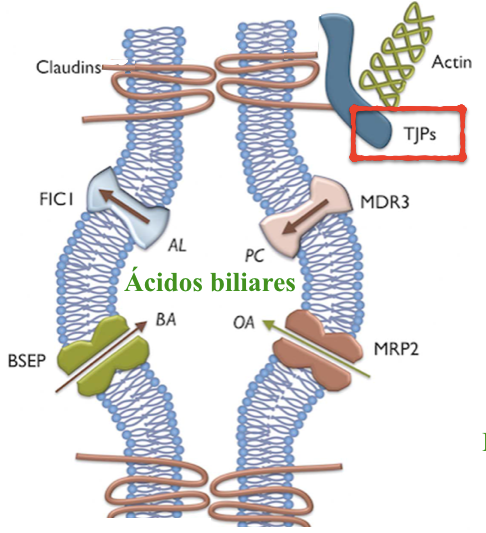 Claudins
Actin
TJPs
FIC1
MDR3
AL
PC
Ácidos biliares
BA
OA
BSEP
MRP2